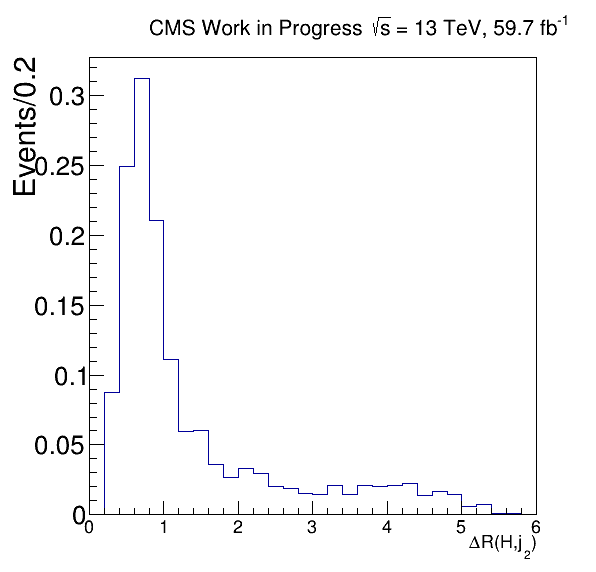 CMS Work in Progress √s = 13 TeV, 59.7 fb⁻¹
Events/0.2
0.3
0.25
0.2
0.15
0.1
0.05
0
0 1 2 3 4 5 6
ΔR(H,j₂)